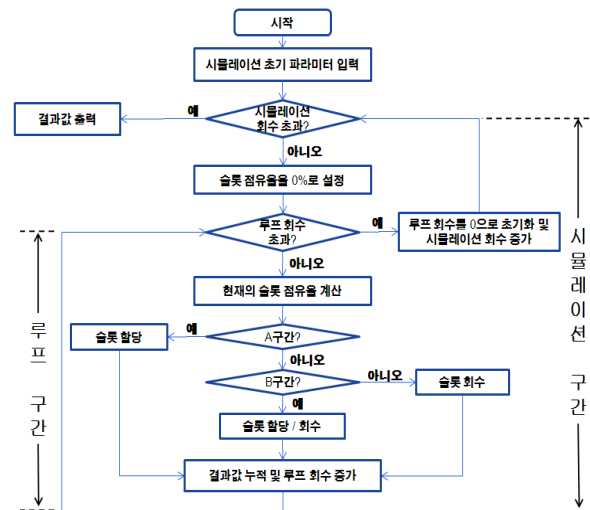 시작
시뮬레이션 초기 파라미터 입력
시뮬레이션
회수 초과?
예
결과값 출력
아니오
슬롯 점유율을 0%로 설정
루프 회수
초과?
예
루프 회수를 0으로 초기화 및
시뮬레이션 회수 증가
아니오
현재의 슬롯 점유율 계산
A구간?
예
슬롯 할당
아니오
B구간?
아니오
슬롯 회수
예
슬롯 할당 / 회수
결과값 누적 및 루프 회수 증가
루프 구간
시뮬레이션 구간